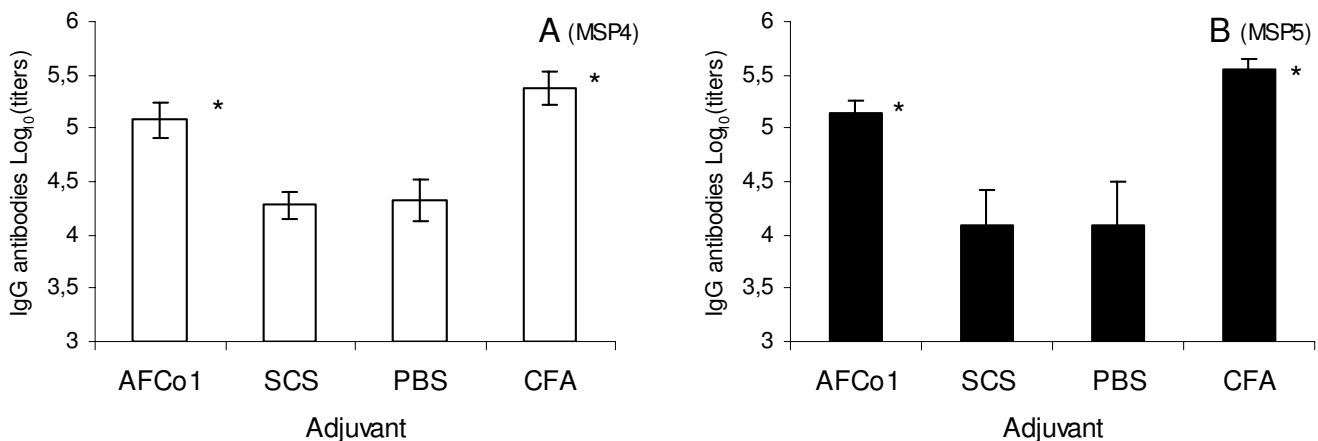 A (MSP4)
IgG antibodies Log10(titers)
6
5,5
5
4,5
4
3,5
3
*
*
AFCo1 SCS PBS CFA
Adjuvant
B (MSP5)
IgG antibodies Log10(titers)
6
5,5
5
4,5
4
3,5
3
*
*
AFCo1 SCS PBS CFA
Adjuvant